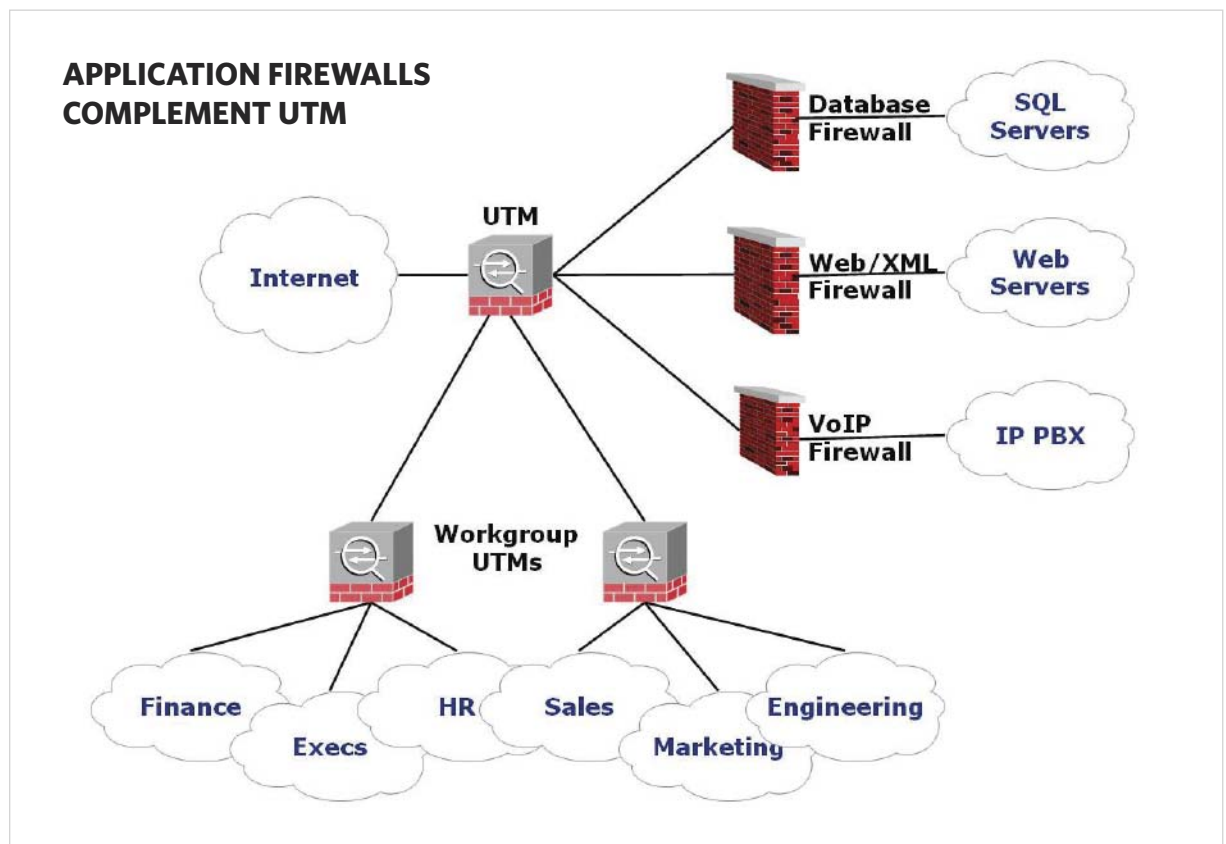 APPLICATION FIREWALLS
COMPLEMENT UTM
Database
Firewall
SQL
Servers
UTM
Internet
Web/XML
Firewall
Web
Servers
VoIP
Firewall
IP PBX
Workgroup
UTMs
Finance
Execs
HR
Sales
Marketing
Engineering